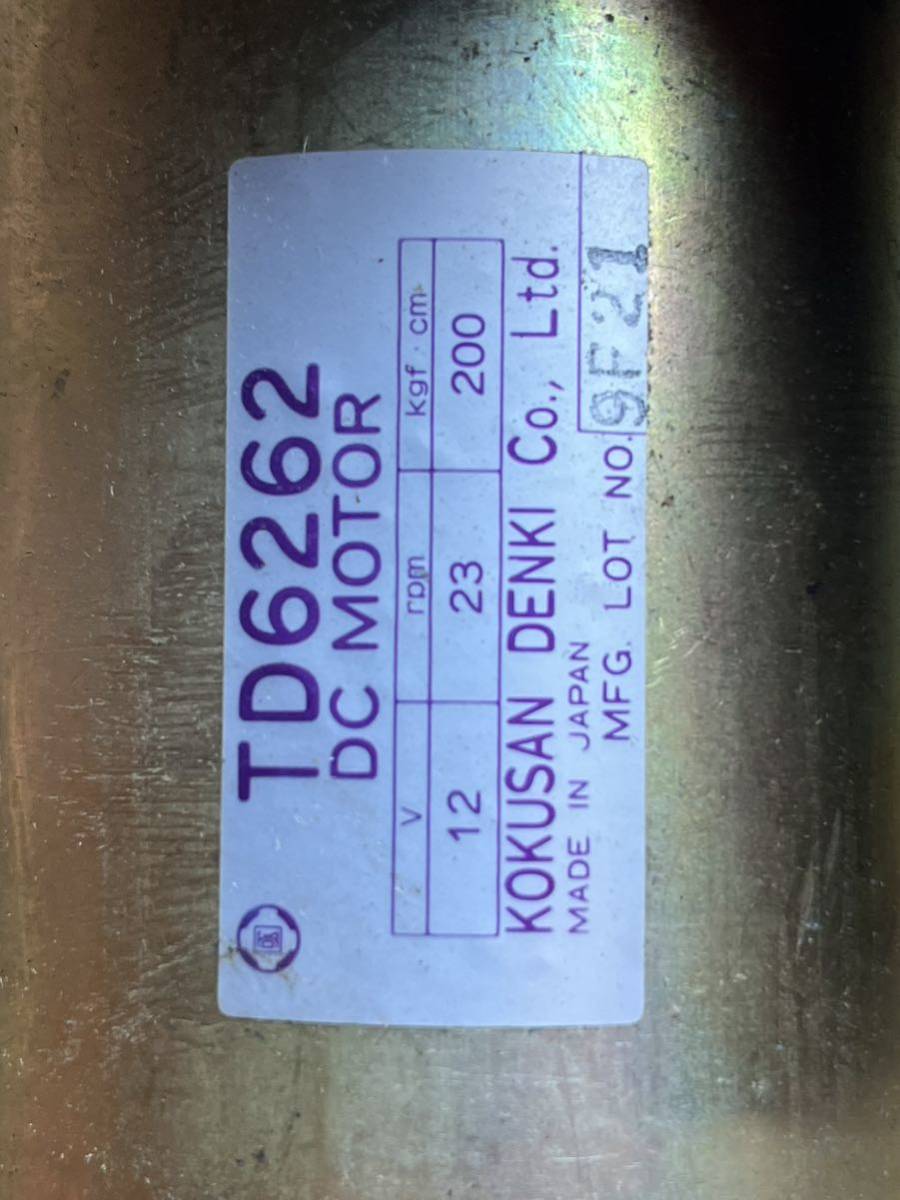 TD6262
DC MOTOR
V rpm kgf·cm
12 23 200
KOKUSAN DENKI Co., Ltd.
MADE IN JAPAN
MFG. LOT NO. 9F21